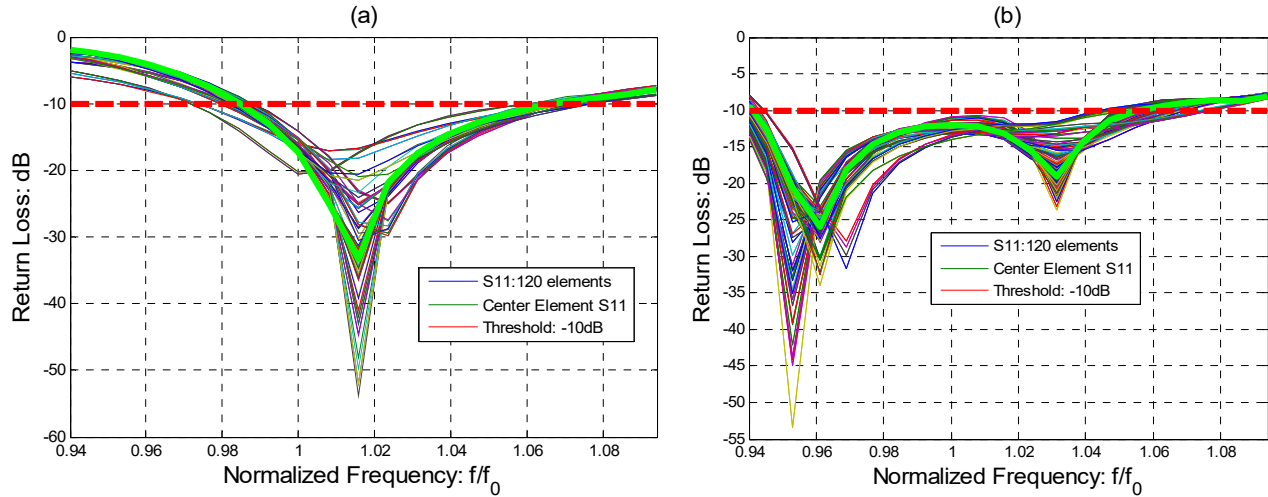 (a)
Return Loss: dB
0
-10
-20
-30
-40
-50
-60
0.94
0.96
0.98
1
1.02
1.04
1.06
1.08
Normalized Frequency: f/f0
S11:120 elements
Center Element S11
Threshold: -10dB
(b)
Return Loss: dB
0
-5
-10
-15
-20
-25
-30
-35
-40
-45
-50
-55
0.94
0.96
0.98
1
1.02
1.04
1.06
1.08
Normalized Frequency: f/f0
S11:120 elements
Center Element S11
Threshold: -10dB